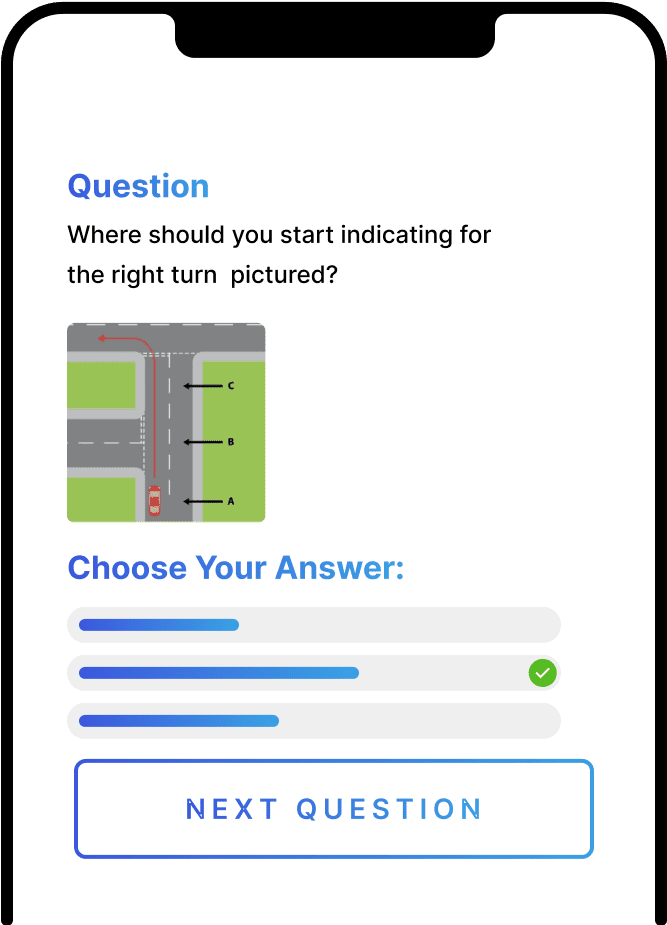 Question
Where should you start indicating for
the right turn  pictured?
C
B
A
Choose Your Answer:
NEXT QUESTION